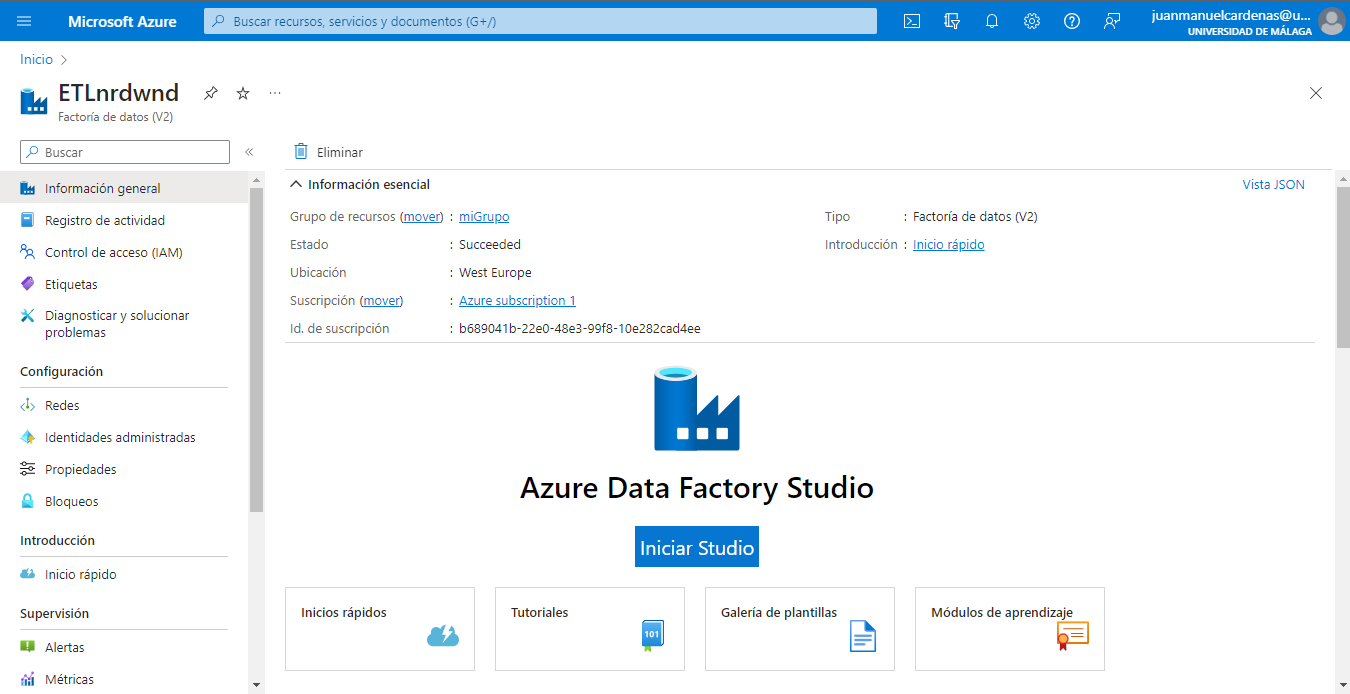 Microsoft Azure
Buscar recursos, servicios y documentos (G+/)
juanmanuelcardenas@u...
UNIVERSIDAD DE MÁLAGA
Inicio
ETLnrdwnd
Factoría de datos (V2)
Buscar
Eliminar
Información general
Registro de actividad
Control de acceso (IAM)
Etiquetas
Diagnosticar y solucionar
problemas
Configuración
Redes
Identidades administradas
Propiedades
Bloqueos
Introducción
Inicio rápido
Supervisión
Alertas
Métricas
Información esencial
Vista JSON
Grupo de recursos (mover) : miGrupo
Estado : Succeeded
Ubicación : West Europe
Suscripción (mover) : Azure subscription 1
Id. de suscripción : b689041b-22e0-48e3-99f8-10e282cad4ee
Tipo : Factoría de datos (V2)
Introducción : Inicio rápido
Azure Data Factory Studio
Iniciar Studio
Inicios rápidos
Tutoriales
101
Galería de plantillas
Módulos de aprendizaje